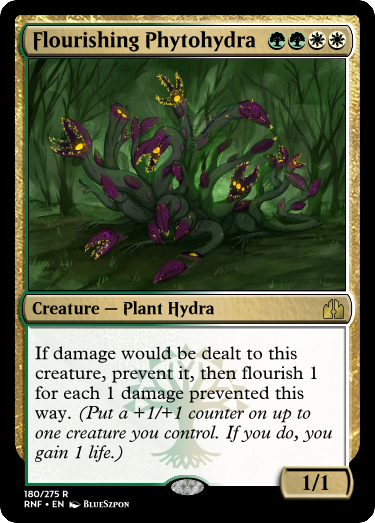 Flourishing Phytohydra
Creature — Plant Hydra
If damage would be dealt to this
creature, prevent it, then flourish 1
for each 1 damage prevented this
way. (Put a +1/+1 counter on up to
one creature you control. If you do, you
gain 1 life.)
1/1
180/275 R
RNF • EN BlueSzpon